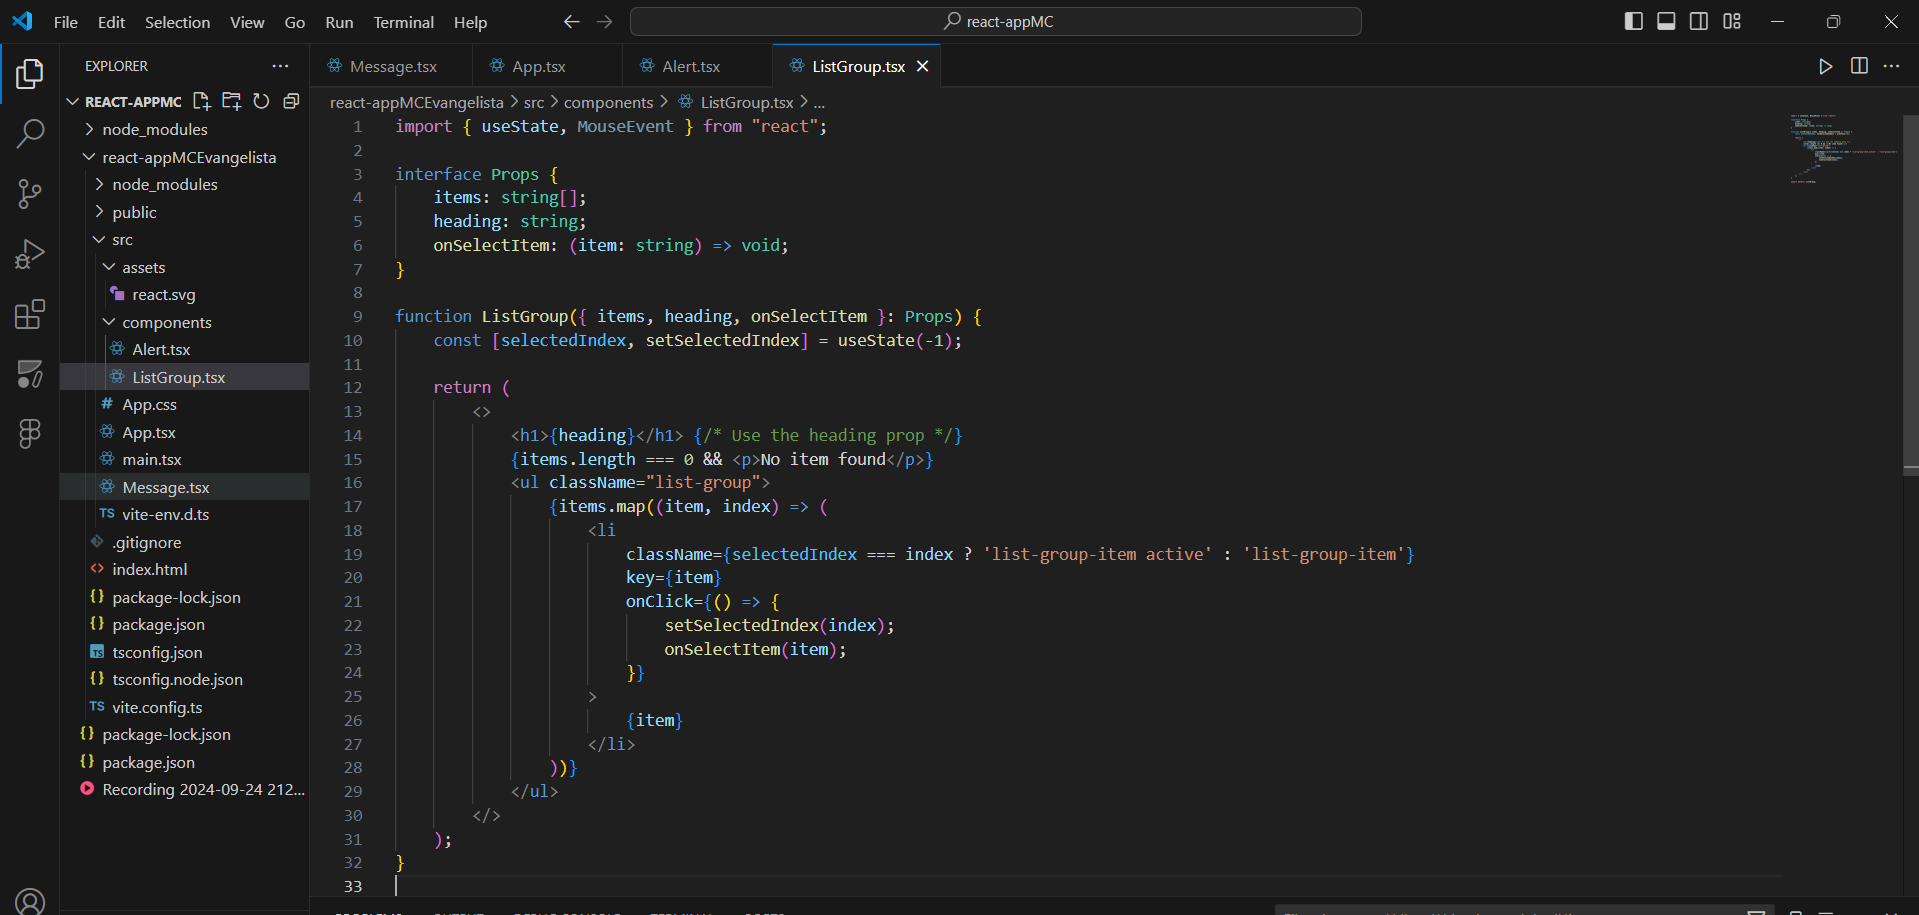 File Edit Selection View Go Run Terminal Help
react-appMC
EXPLORER
REACT-APPMC
node_modules
react-appMCEvangelista
node_modules
public
src
assets
react.svg
components
Alert.tsx
ListGroup.tsx
App.css
App.tsx
main.tsx
Message.tsx
TS vite-env.d.ts
.gitignore
index.html
package-lock.json
package.json
tsconfig.json
tsconfig.node.json
TS vite.config.ts
package-lock.json
package.json
Recording 2024-09-24 212...
Message.tsx App.tsx Alert.tsx ListGroup.tsx
react-appMCEvangelista > src > components > ListGroup.tsx > ...
1 import { useState, MouseEvent } from "react";
2
3 interface Props {
4 items: string[];
5 heading: string;
6 onSelectItem: (item: string) => void;
7 }
8
9 function ListGroup({ items, heading, onSelectItem }: Props) {
10 const [selectedIndex, setSelectedIndex] = useState(-1);
11
12 return (
13 <>
14 <h1>{heading}</h1> {/* Use the heading prop */}
15 {items.length === 0 && <p>No item found</p>}
16 <ul className="list-group">
17 {items.map((item, index) => (
18 <li
19 className={selectedIndex === index ? 'list-group-item active' : 'list-group-item'}
20 key={item}
21 onClick={() => {
22 setSelectedIndex(index);
23 onSelectItem(item);
24 }}
25 >
26 {item}
27 </li>
28 ))}
29 </ul>
30 </>
31 );
32 }
33